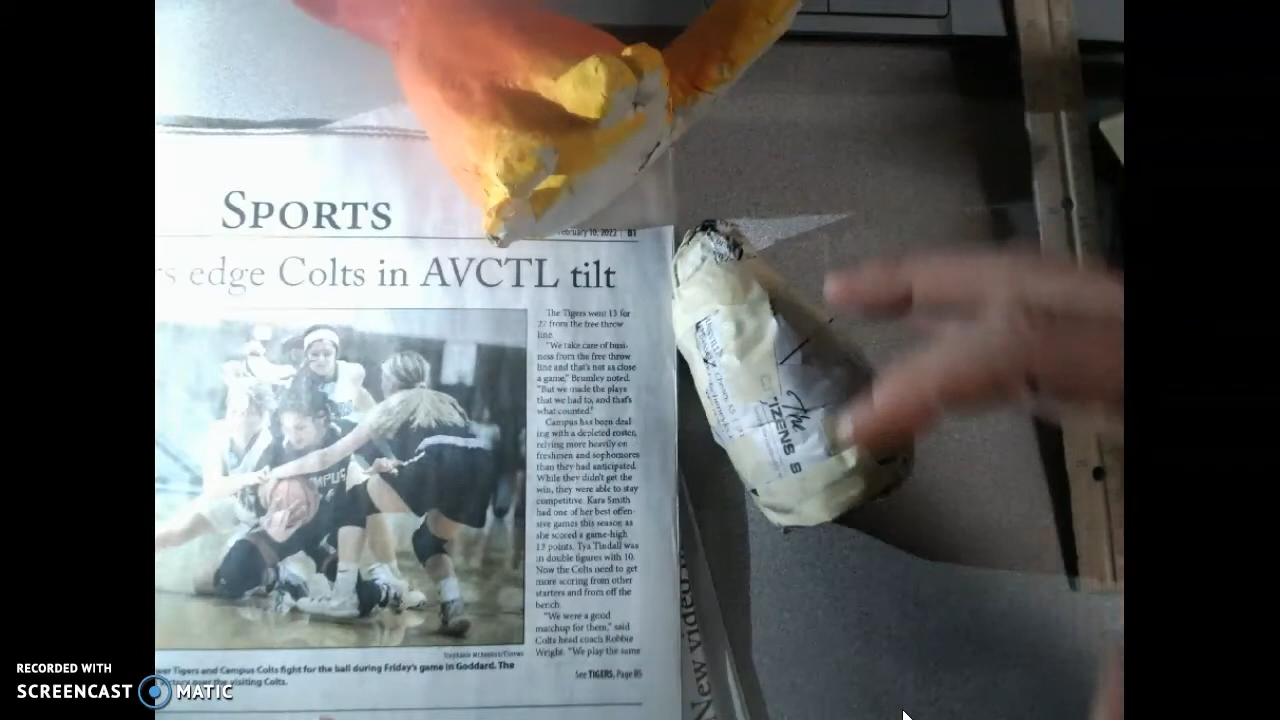 SPORTS
February 10, 2022 | B1
s edge Colts in AVCTL tilt
The Tigers went 13 for
27 from the free throw
line.
"We take care of busi-
ness from the free throw
line and that's not as close
a game," Brumley noted.
"But we made the plays
that we had to, and that's
what counted."
Campus has been deal
ing with a depleted roster,
relying more heavily on
freshmen and sophomores
than they had anticipated.
While they didn't get the
win, they were able to stay
competitive. Kara Smith
had one of her best offen-
sive games this season as
she scored a game-high
13 points. Tya Tindall was
in double figures with 10.
Now the Colts need to get
more scoring from other
starters and from off the
bench.
"We were a good
matchup for them," said
Colts head coach Robbie
Wright. "We play the same
See TIGERS, Page B5
wer Tigers and Campus Colts fight for the ball during Friday's game in Goddard. The
over the visiting Colts.
MPUS
The
IZENS S
New video
RECORDED WITH
SCREENCAST MATIC